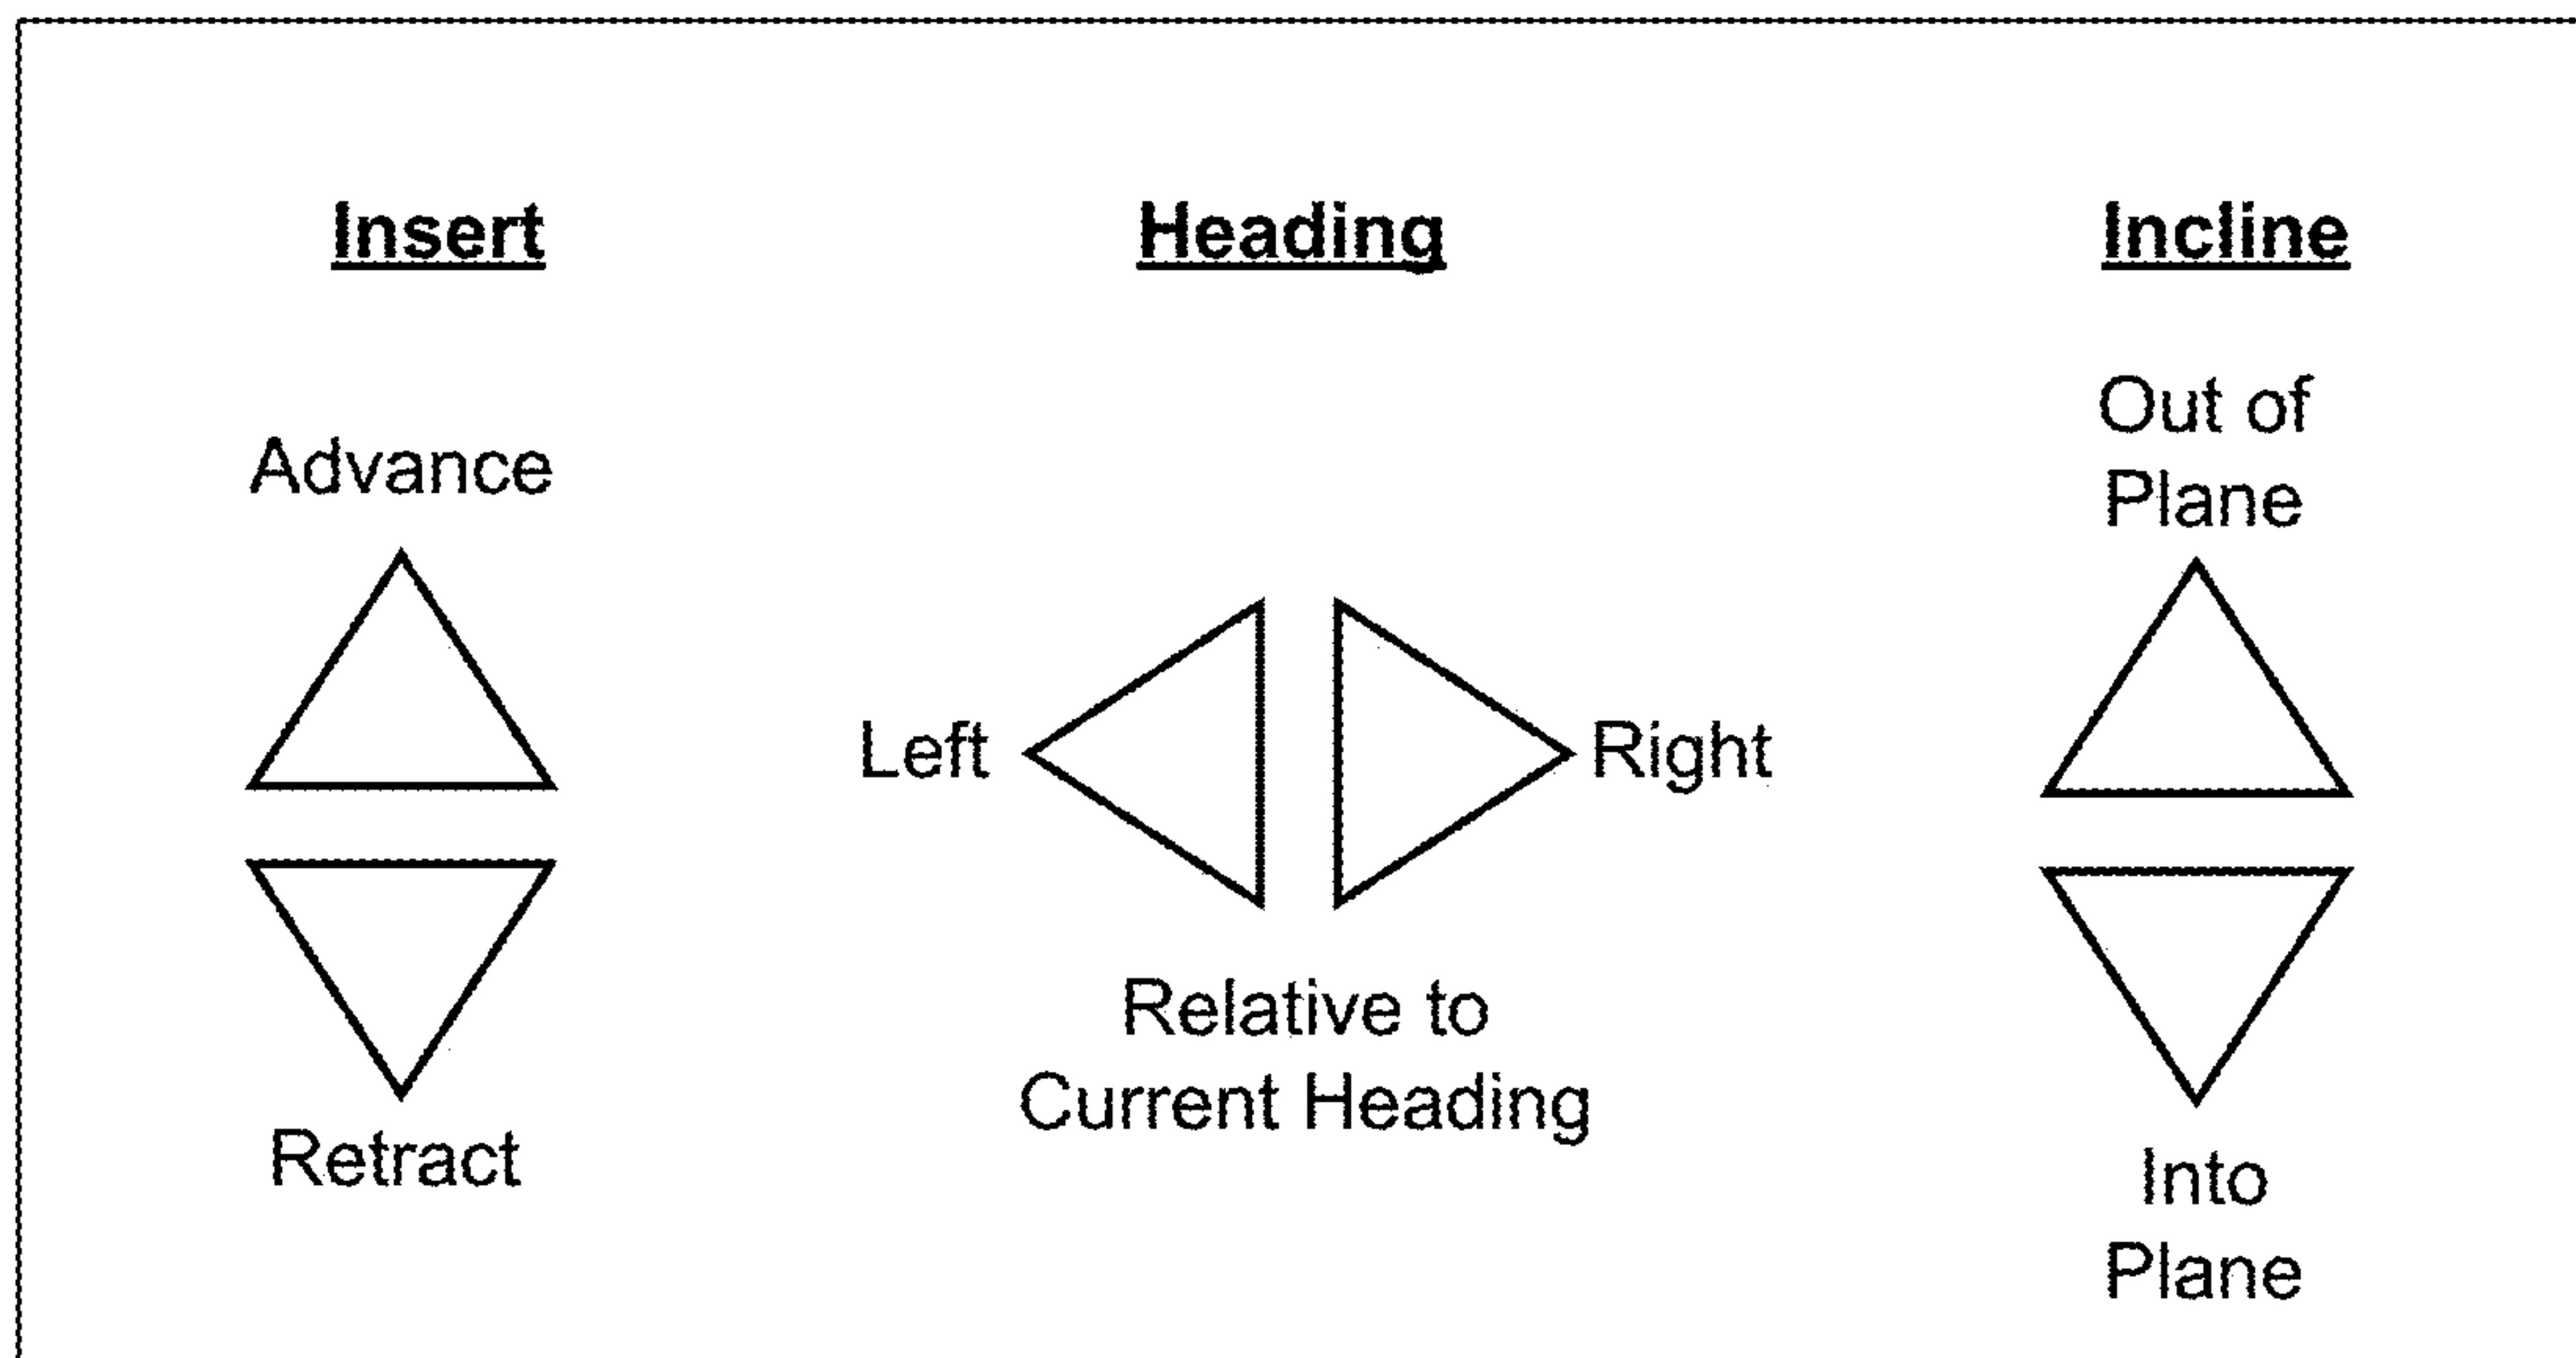 Insert
Advance
Retract
Heading
Left
Right
Relative to
Current Heading
Incline
Out of
Plane
Into
Plane